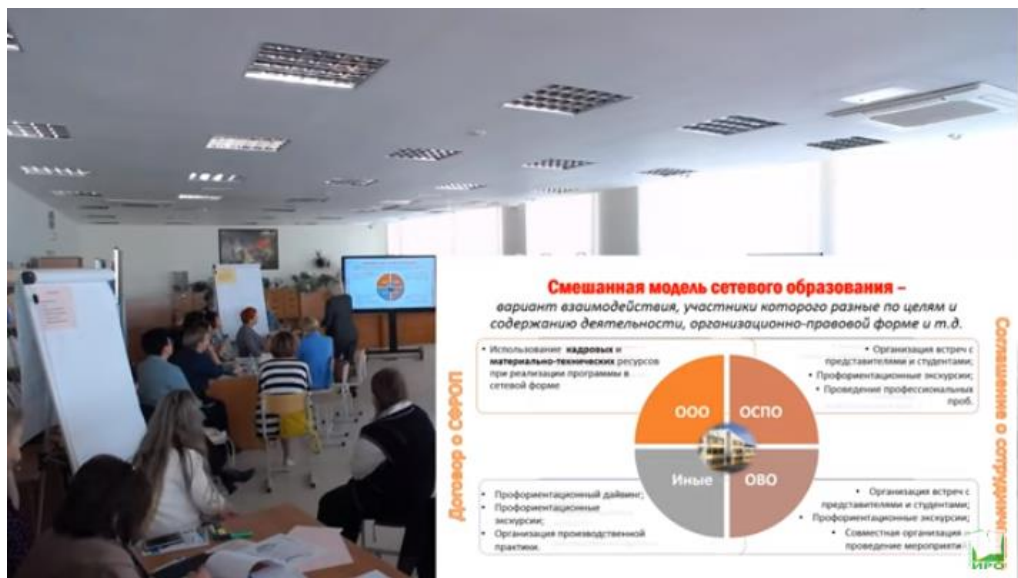 Смешанная модель сетевого образования –
вариант взаимодействия, участники которого разные по целям и
содержанию деятельности, организационно-правовой форме и т.д.
Договор о СФРОП
• Использование кадровых и
материально-технических ресурсов
при реализации программы в
сетевой форме
• Организация встреч с
представителями и студентами;
• Профориентационные экскурсии;
• Проведение профессиональных
проб.
ООО
ОСПО
Иные
ОВО
• Профориентационный дайвинг;
• Профориентационные
экскурсии;
• Организация производственной
практики.
• Организация встреч с
представителями и студентами;
• Профориентационные экскурсии;
• Совместная организация
проведение мероприятий
Соглашение о сотрудниче
ИРО